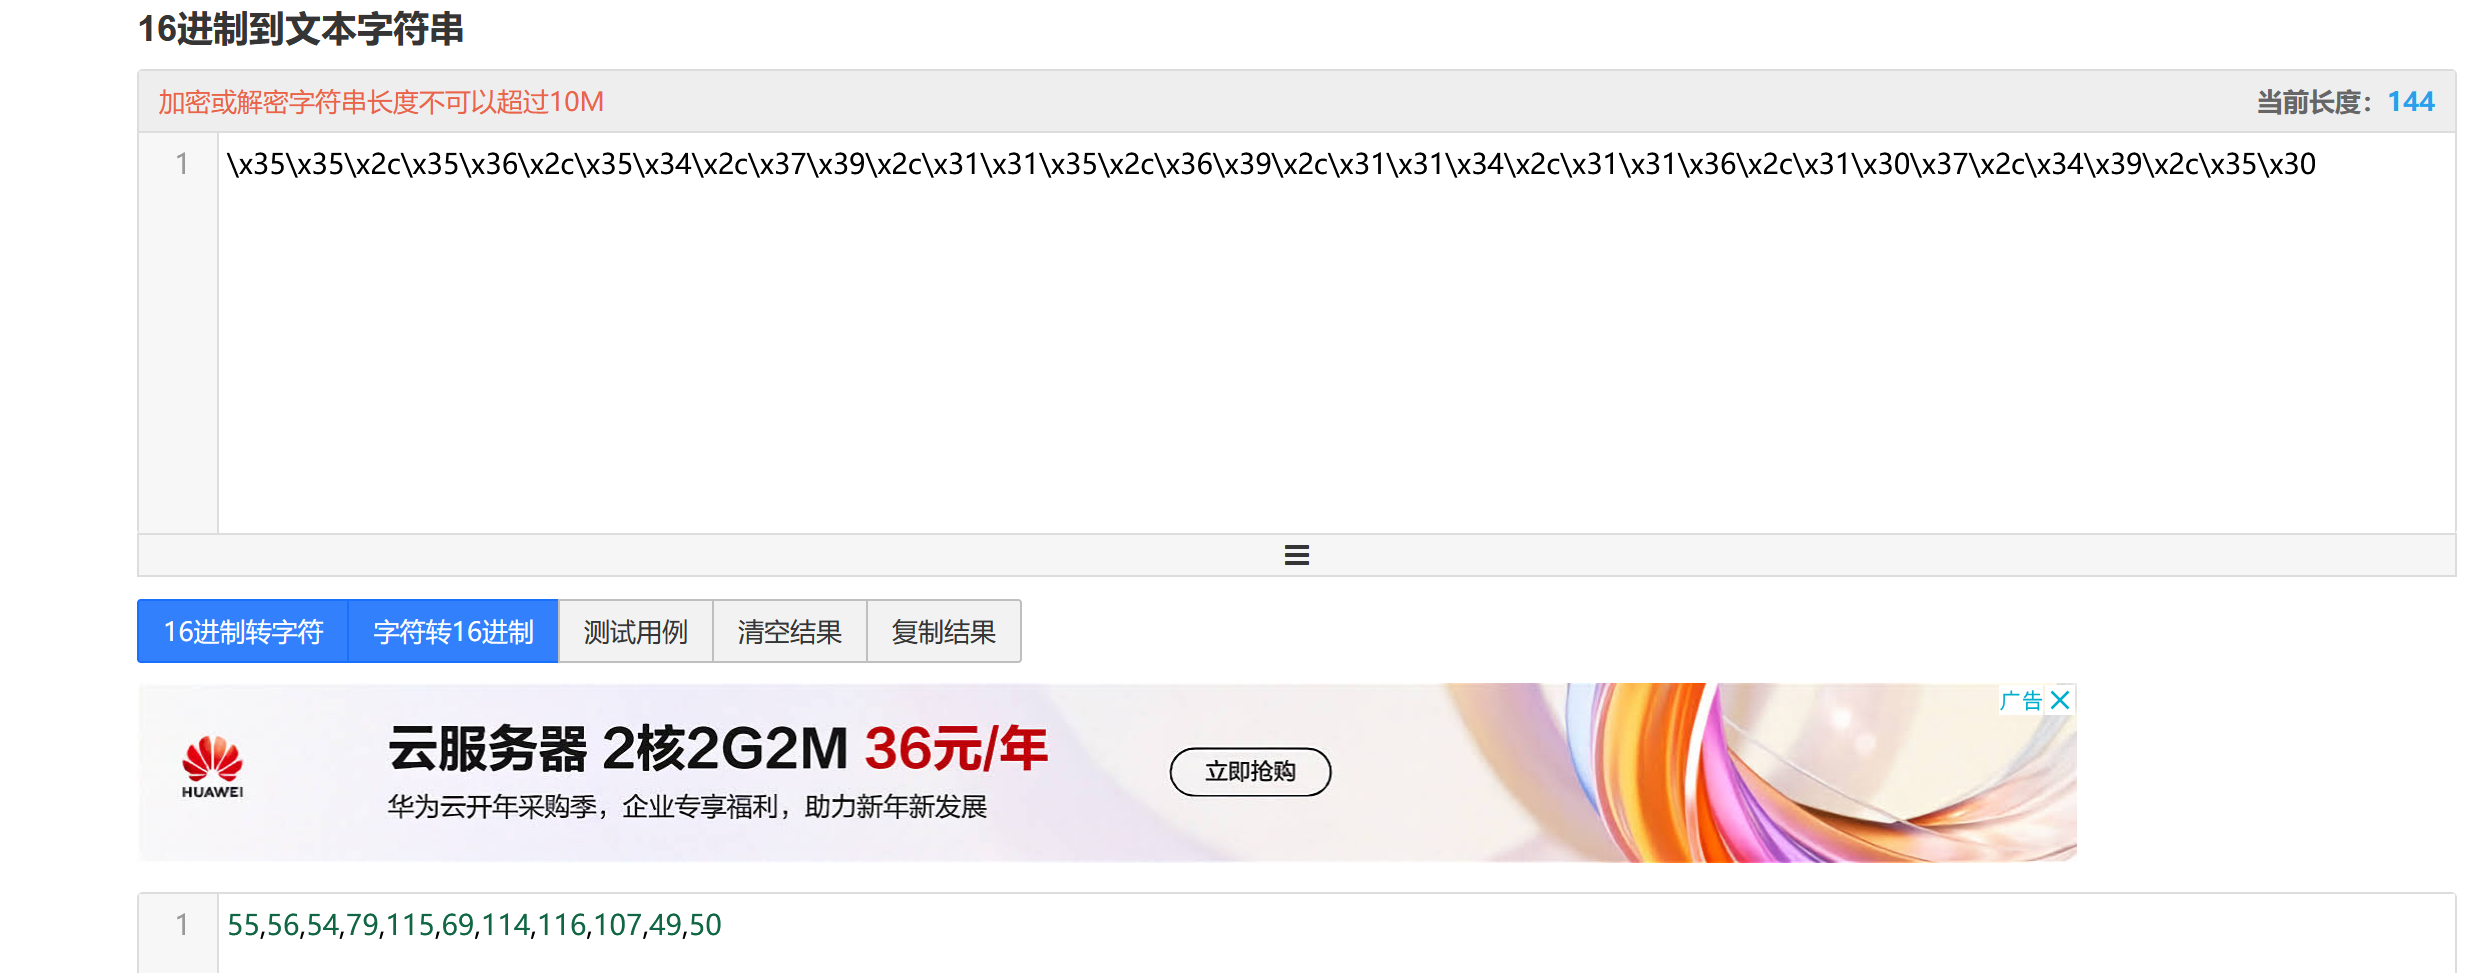 16进制到文本字符串
加密或解密字符串长度不可以超过10M 当前长度：144
1 \x35\x35\x2c\x35\x36\x2c\x35\x34\x2c\x37\x39\x2c\x31\x31\x35\x2c\x36\x39\x2c\x31\x31\x34\x2c\x31\x31\x36\x2c\x31\x30\x37\x2c\x34\x39\x2c\x35\x30
16进制转字符 字符转16进制 测试用例 清空结果 复制结果
广告
云服务器 2核2G2M 36元/年
立即抢购
HUAWEI
华为云开年采购季，企业专享福利，助力新年新发展
1 55,56,54,79,115,69,114,116,107,49,50